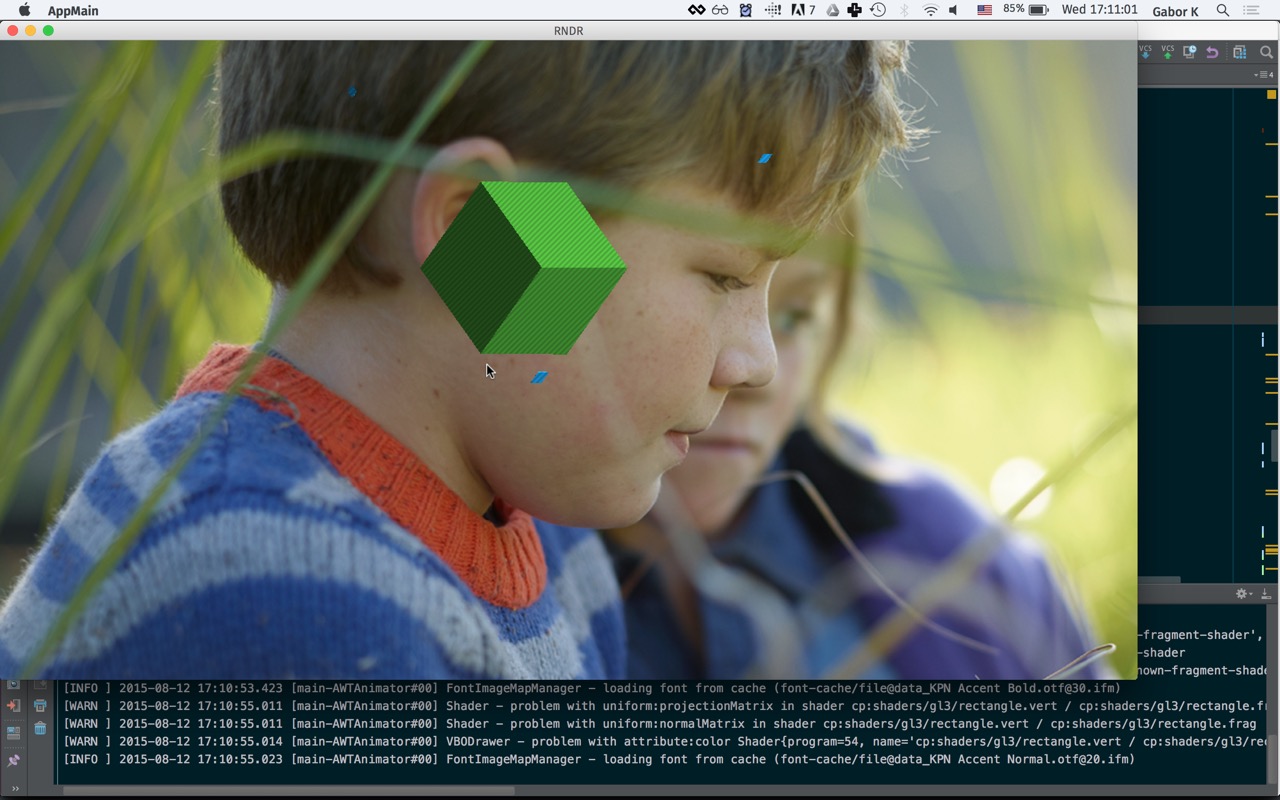 AppMain
7
85%
Wed 17:11:01
Gabor K
RNDR
VCS VCS
4
-fragment-shader',
-shader
nown-fragment-shade
[INFO ] 2015-08-12 17:10:53.423 [main-AWTAnimator#00] FontImageMapManager - loading font from cache (font-cache/file@data_KPN Accent Bold.otf@30.ifm)
[WARN ] 2015-08-12 17:10:55.011 [main-AWTAnimator#00] Shader - problem with uniform:projectionMatrix in shader cp:shaders/gl3/rectangle.vert / cp:shaders/gl3/rectangle.fr
[WARN ] 2015-08-12 17:10:55.011 [main-AWTAnimator#00] Shader - problem with uniform:normalMatrix in shader cp:shaders/gl3/rectangle.vert / cp:shaders/gl3/rectangle.frag
[WARN ] 2015-08-12 17:10:55.014 [main-AWTAnimator#00] VBODrawer - problem with attribute:color Shader{program=54, name='cp:shaders/gl3/rectangle.vert / cp:shaders/gl3/rec
[INFO ] 2015-08-12 17:10:55.023 [main-AWTAnimator#00] FontImageMapManager - loading font from cache (font-cache/file@data_KPN Accent Normal.otf@20.ifm)